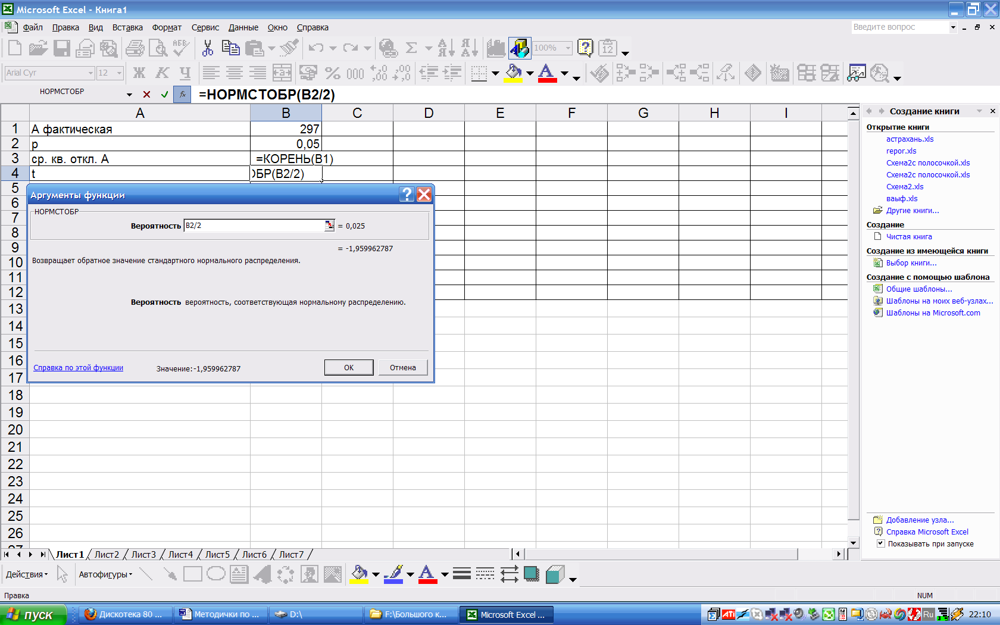 Microsoft Excel - Книга1
Файл Правка Вид Вставка Формат Сервис Данные Окно Справка Введите вопрос
100%
Arial Cyr 12 Ж К Ч
НОРМСТОБР =НОРМСТОБР(B2/2)
A B C D E F G H I
1 А фактическая 297
2 p 0,05
3 ср. кв. откл. А =КОРЕНЬ(B1)
4 t ОБР(B2/2)
5
6
7
8
9
10
11
12
13
14
15
16
17
18
19
20
21
22
23
24
25
26
27
Аргументы функции
НОРМСТОБР
Вероятность B2/2 = 0,025
= -1,959962787
Возвращает обратное значение стандартного нормального распределения.
Вероятность вероятность, соответствующая нормальному распределению.
Справка по этой функции Значение:-1,959962787 ОК Отмена
Создание книги
Открытие книги
астрахань.xls
герог.xls
Схема2с полосочкой.xls
Схема2с полосочкой.xls
Схема2.xls
ваыф.xls
Другие книги...
Создание
Чистая книга
Создание из имеющейся книги
Выбор книги...
Создание с помощью шаблона
Общие шаблоны...
Шаблоны на моих веб-узлах...
Шаблоны на Microsoft.com
Добавление узла...
Справка Microsoft Excel
Показывать при запуске
Лист1 Лист2 Лист3 Лист4 Лист5 Лист6 Лист7
Действия Автофигуры
Правка NUM
пуск Дискотека 80 ... Методички по ... D:\ F:\Большого к... Microsoft Excel ... ATI Ru 22:10